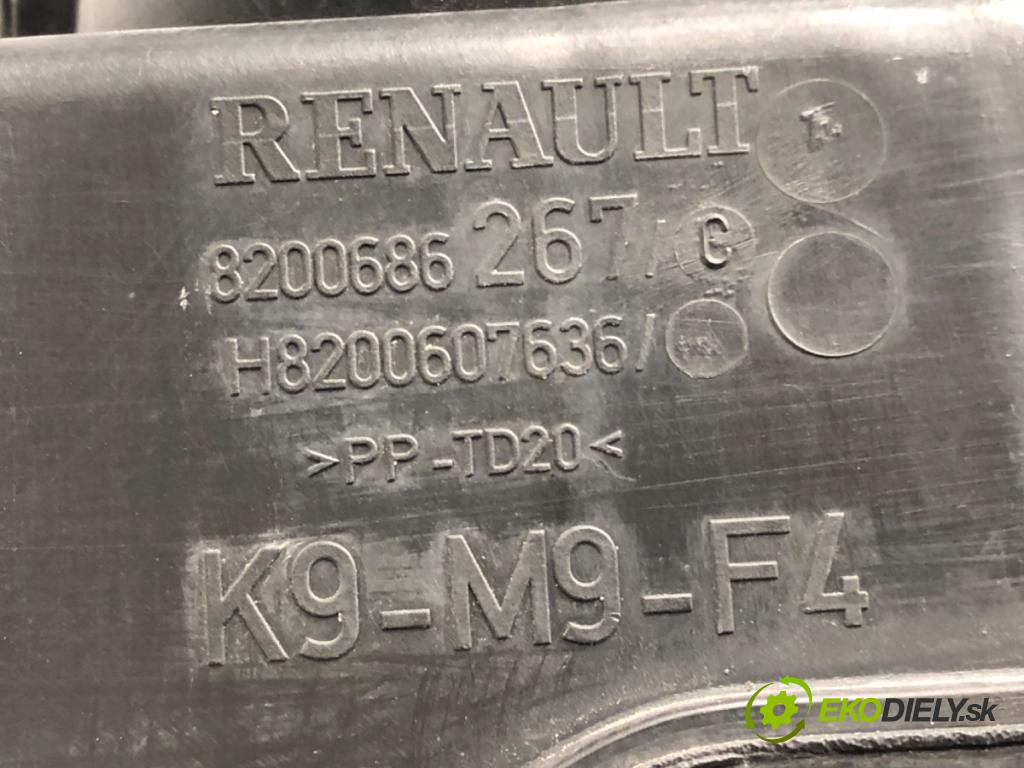 RENAULT
8200686 267/ C
H8200607636/
>PP-TD20<
K9-M9-F4
EKODIELY.sk